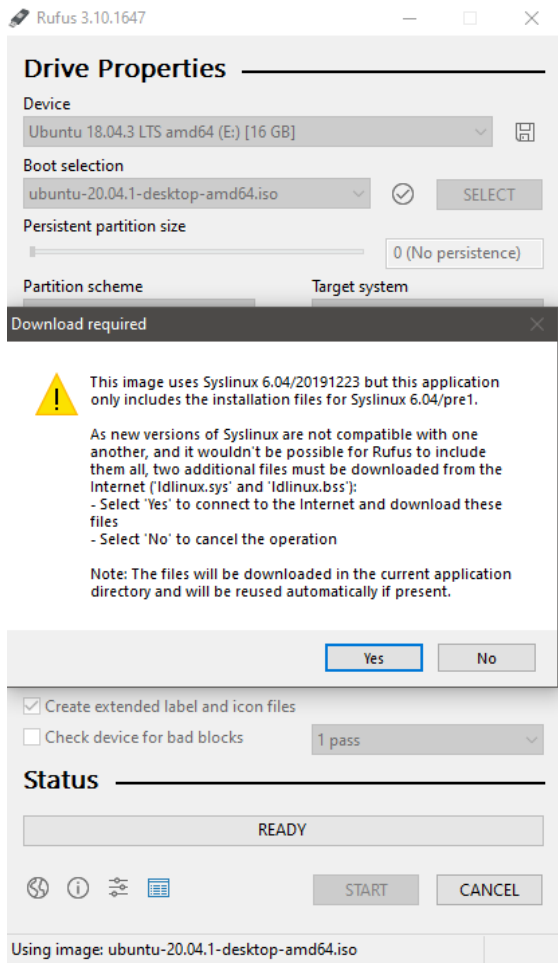 Rufus 3.10.1647
Drive Properties
Device
Ubuntu 18.04.3 LTS amd64 (E:) [16 GB]
Boot selection
ubuntu-20.04.1-desktop-amd64.iso
SELECT
Persistent partition size
0 (No persistence)
Partition scheme
Target system
Download required
This image uses Syslinux 6.04/20191223 but this application
only includes the installation files for Syslinux 6.04/pre1.
As new versions of Syslinux are not compatible with one
another, and it wouldn't be possible for Rufus to include
them all, two additional files must be downloaded from the
Internet ('ldlinux.sys' and 'ldlinux.bss'):
- Select 'Yes' to connect to the Internet and download these
files
- Select 'No' to cancel the operation
Note: The files will be downloaded in the current application
directory and will be reused automatically if present.
Yes
No
Create extended label and icon files
Check device for bad blocks
1 pass
Status
READY
START
CANCEL
Using image: ubuntu-20.04.1-desktop-amd64.iso